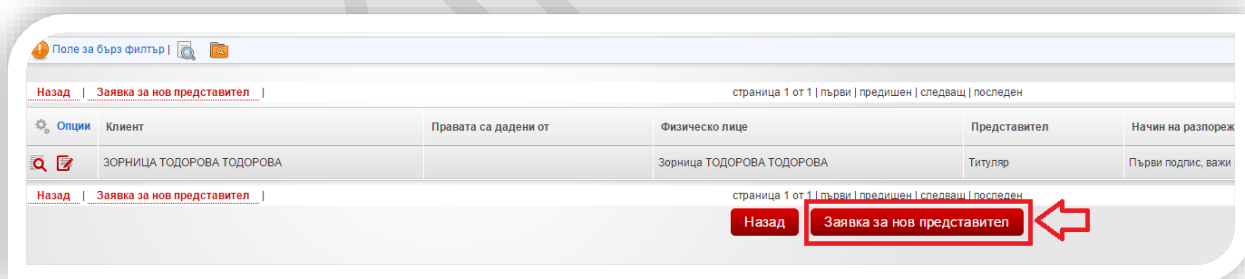 Поле за бърз филтър |
Назад | Заявка за нов представител | страница 1 от 1 | първи | предишен | следващ | последен
Опции Клиент Правата са дадени от Физическо лице Представител Начин на разпореж
ЗОРНИЦА ТОДОРОВА ТОДОРОВА Зорница ТОДОРОВА ТОДОРОВА Титуляр Първи подпис, важи
Назад | Заявка за нов представител | страница 1 от 1 | първи | предишен | следващ | последен
Назад Заявка за нов представител